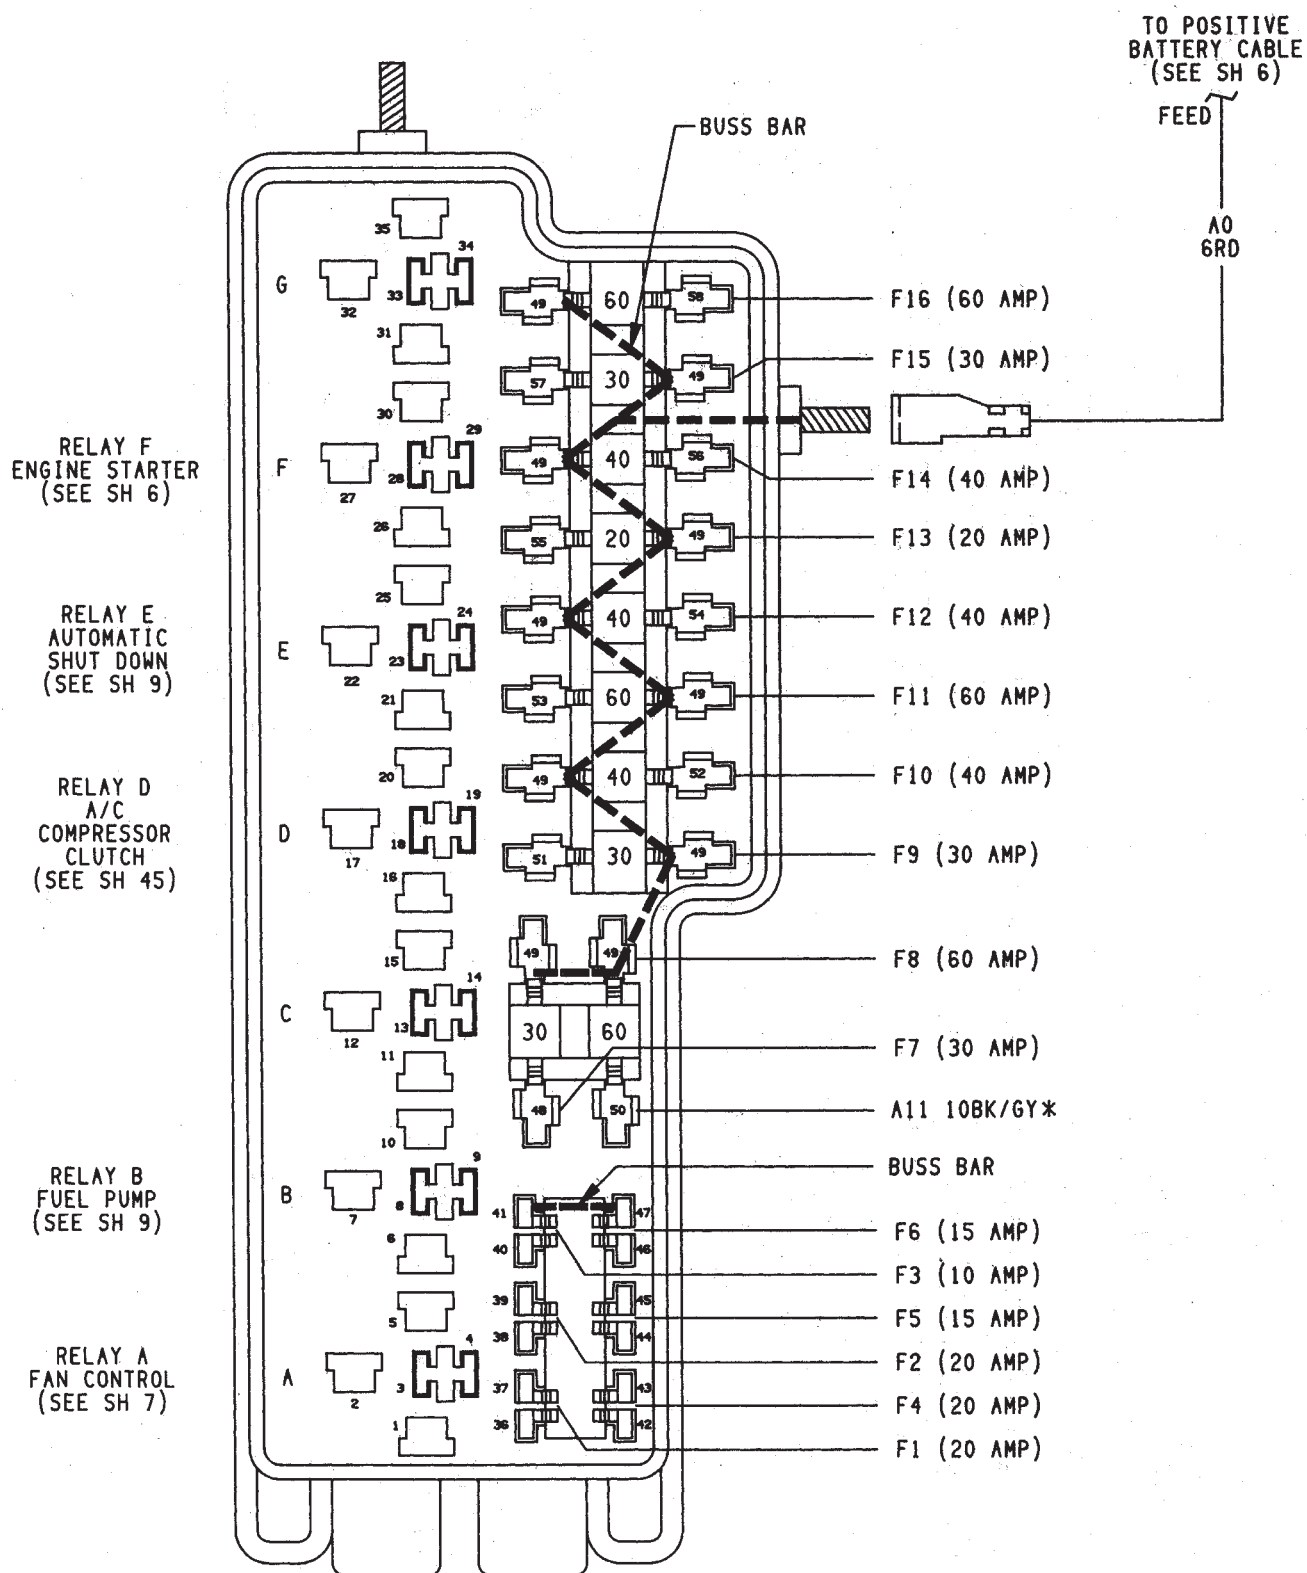 TO POSITIVE
BATTERY CABLE
(SEE SH 6)
FEED
BUSS BAR
A0
6RD
35
34
G
33
32
31
49
60
58
F16 (60 AMP)
57
30
49
F15 (30 AMP)
30
29
RELAY F
ENGINE STARTER
(SEE SH 6)
F
28
27
26
49
40
56
F14 (40 AMP)
55
20
49
F13 (20 AMP)
25
24
RELAY E
AUTOMATIC
SHUT DOWN
(SEE SH 9)
E
23
22
21
49
40
54
F12 (40 AMP)
53
60
49
F11 (60 AMP)
20
19
RELAY D
A/C
COMPRESSOR
CLUTCH
(SEE SH 45)
D
18
17
16
49
40
52
F10 (40 AMP)
51
30
49
F9 (30 AMP)
15
14
49
49
F8 (60 AMP)
C
13
12
11
30
60
F7 (30 AMP)
10
48
50
A11 10BK/GY*
9
BUSS BAR
RELAY B
FUEL PUMP
(SEE SH 9)
B
8
7
6
41
47
F6 (15 AMP)
40
46
F3 (10 AMP)
5
39
45
F5 (15 AMP)
4
38
44
F2 (20 AMP)
RELAY A
FAN CONTROL
(SEE SH 7)
A
3
2
37
43
F4 (20 AMP)
1
36
42
F1 (20 AMP)